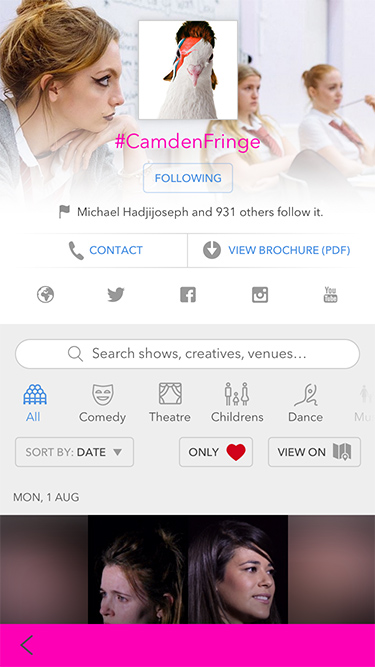 #CamdenFringe
FOLLOWING
Michael Hadjijoseph and 931 others follow it.
CONTACT
VIEW BROCHURE (PDF)
You
Tube
Search shows, creatives, venues...
All
Comedy
Theatre
Childrens
Dance
Mu
SORT BY: DATE
ONLY
VIEW ON
MON, 1 AUG